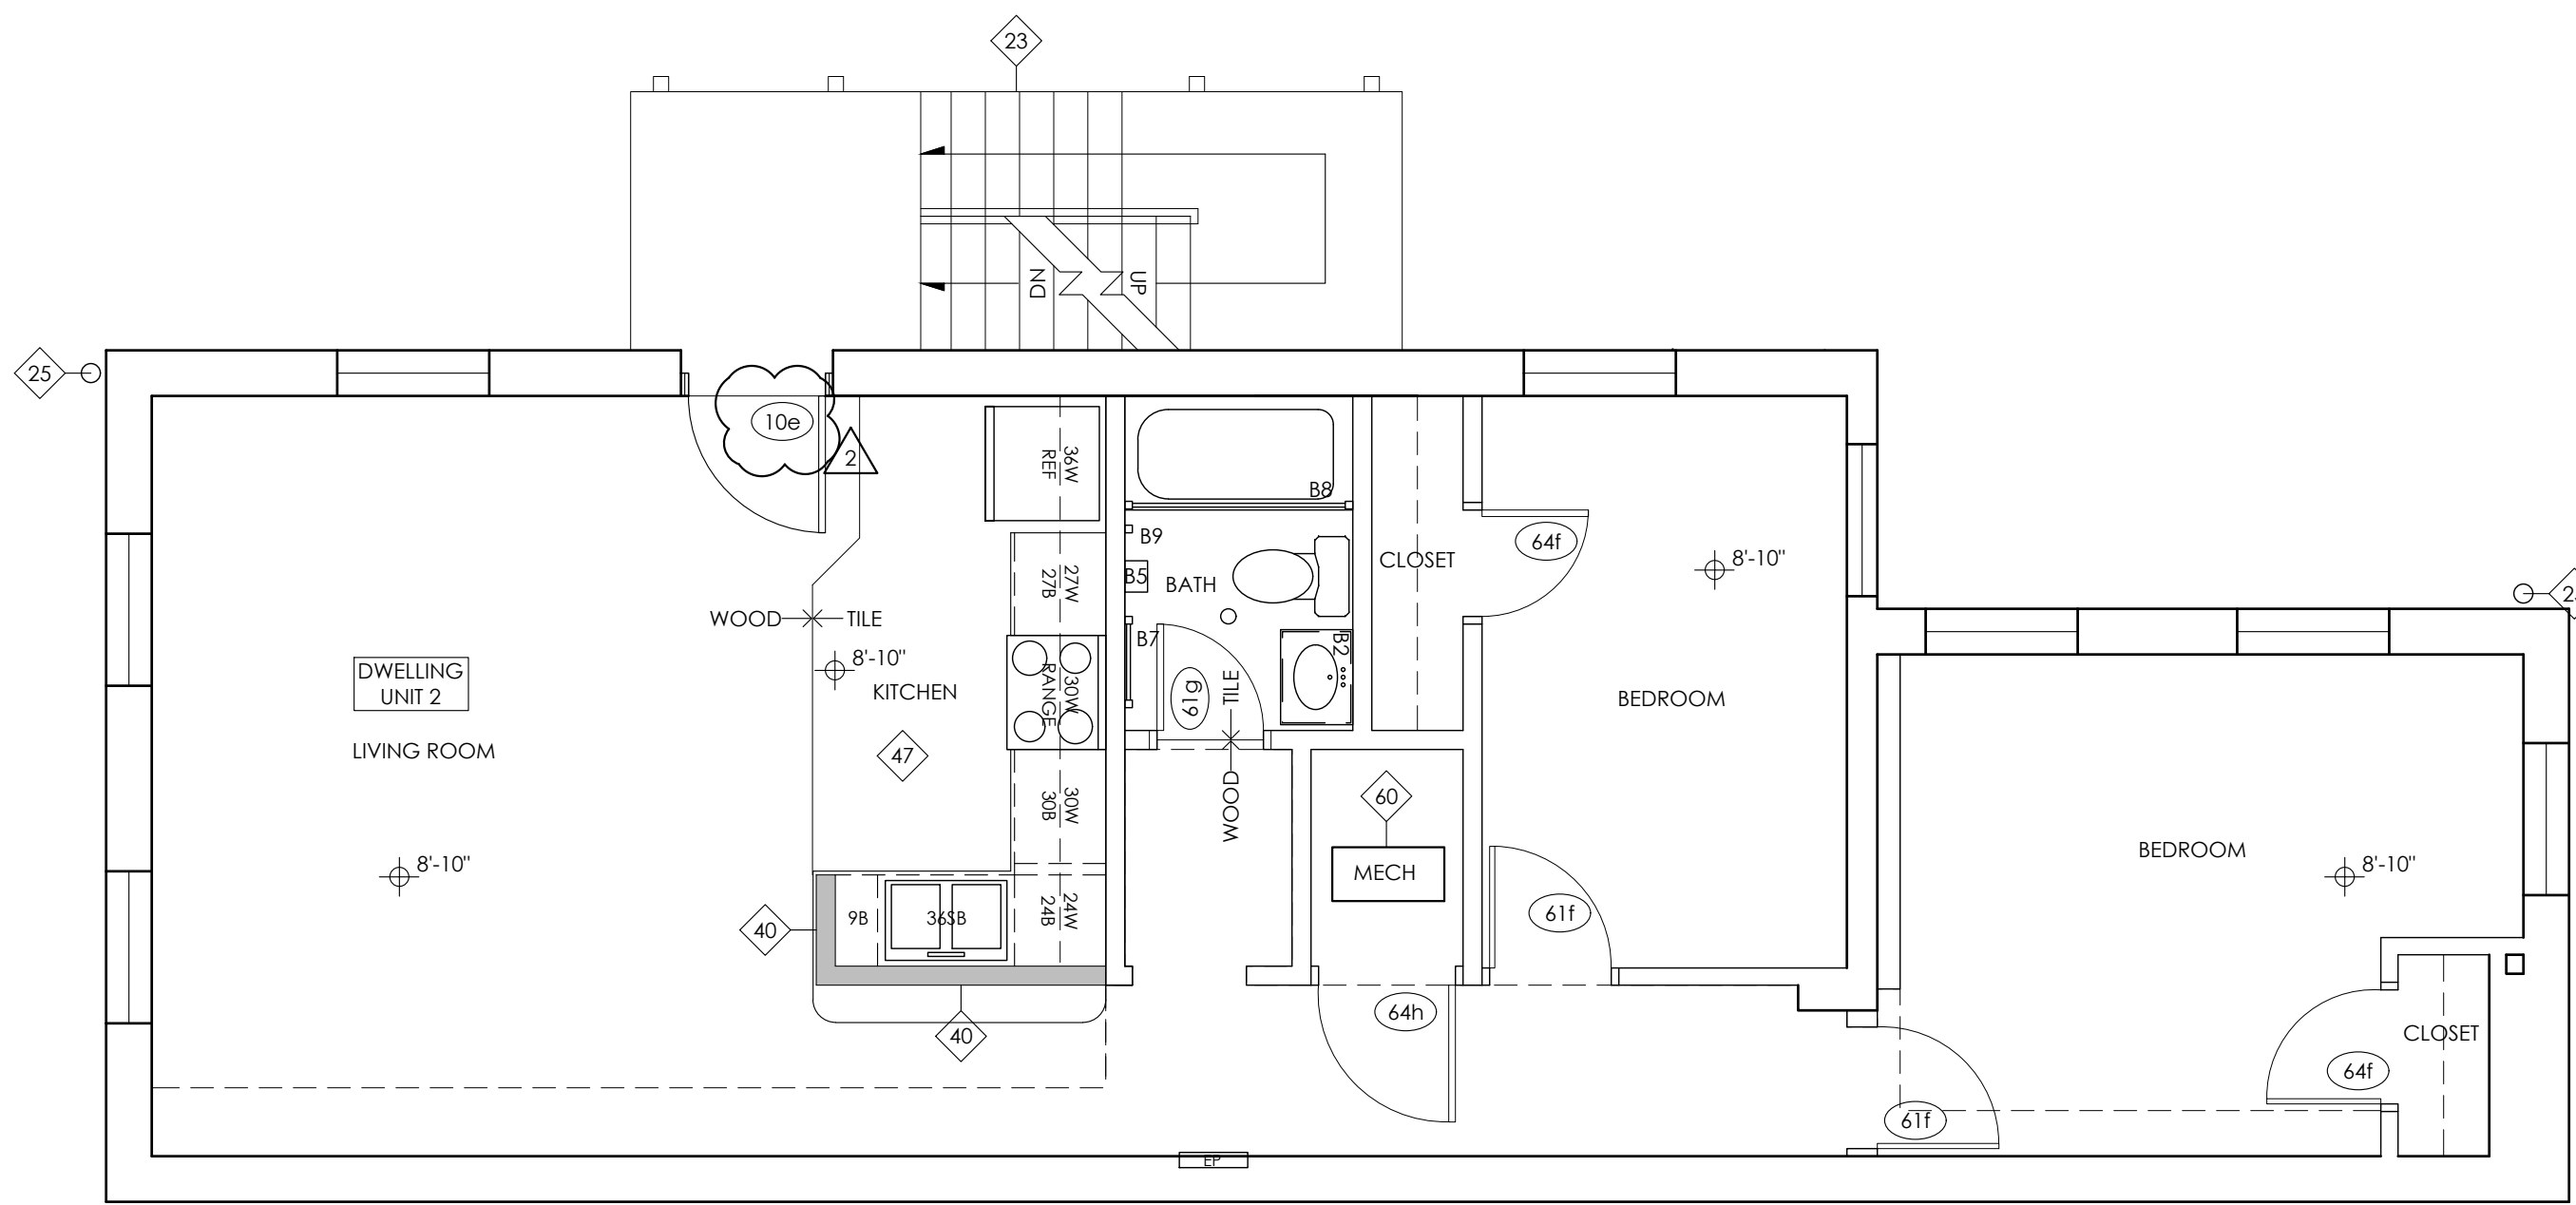 23
DN
UP
25
10e
2
36W
REF
B8
B9
B5
BATH
CLOSET
64f
8'-10"
27W
27B
WOOD
TILE
8'-10"
KITCHEN
30W
RANGE
B7
B2
61g
TILE
WOOD
BEDROOM
DWELLING
UNIT 2
LIVING ROOM
47
8'-10"
30W
30B
60
MECH
BEDROOM
8'-10"
40
9B
36SB
24W
24B
61f
40
64h
CLOSET
64f
61f
EP